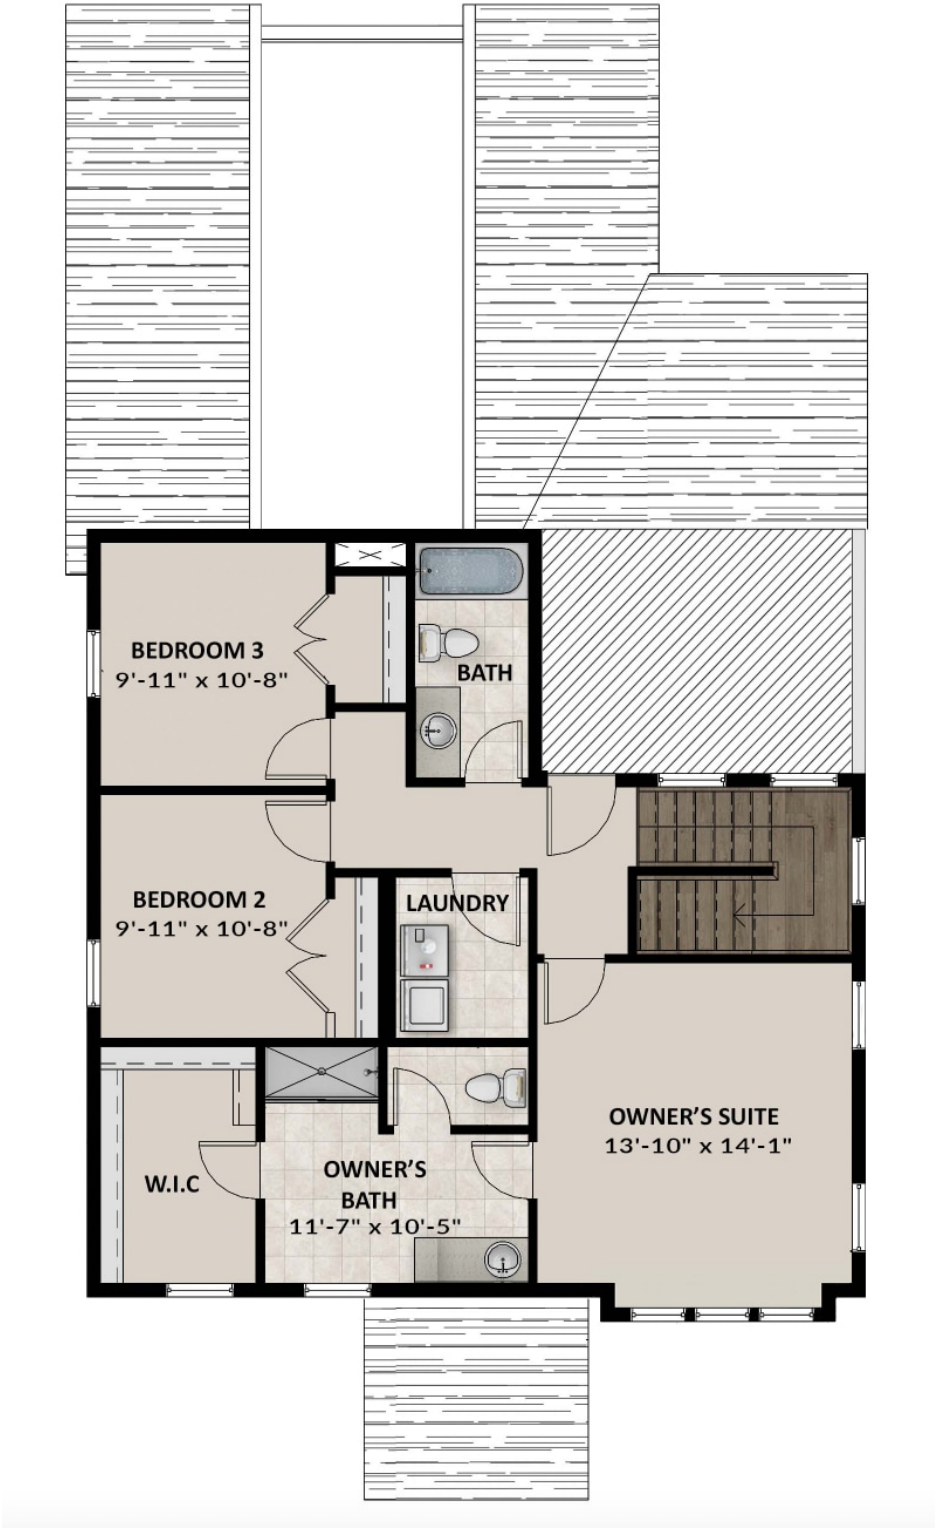 BEDROOM 3
9'-11" x 10'-8"
BATH
BEDROOM 2
9'-11" x 10'-8"
LAUNDRY
OWNER'S SUITE
13'-10" x 14'-1"
W.I.C
OWNER'S
BATH
11'-7" x 10'-5"